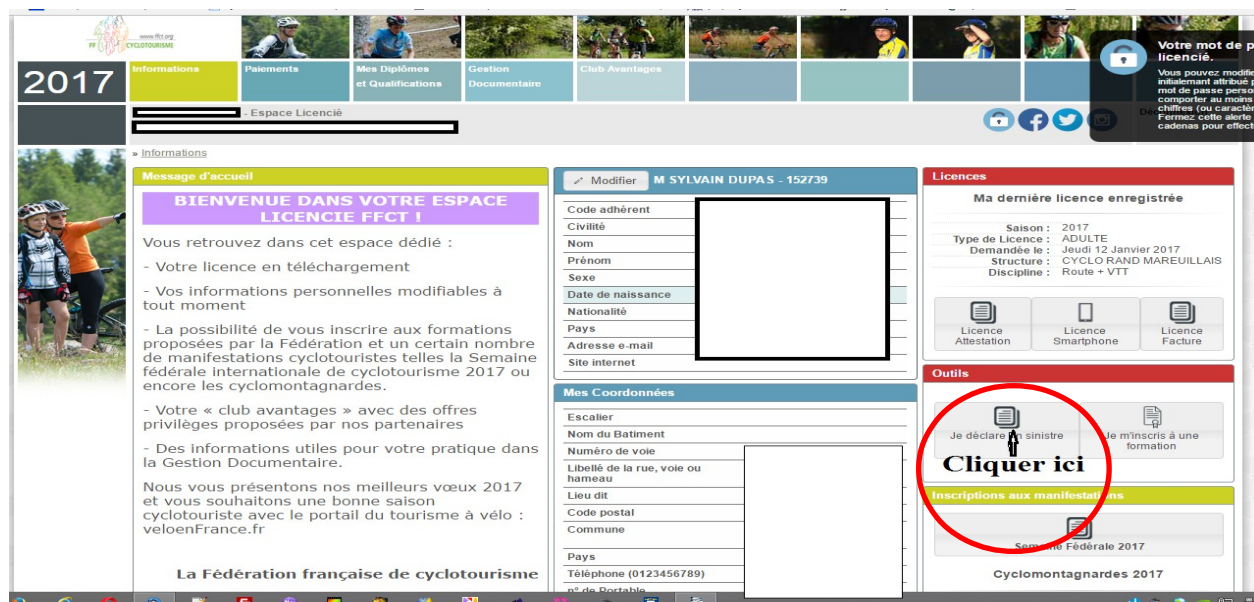 www.ffct.org
FF CYCLOTOURISME
2017
Informations
Paiements
Mes Diplômes
et Qualifications
Gestion
Documentaire
Club Avantages
Votre mot de p
licencié.
Vous pouvez modifie
initialemant attribué p
mot de passe perso
comporter au moins
chiffres (ou caractèr
Fermez cette alerte
cadenas pour effect
- Espace Licencié
» Informations
Message d'accueil
BIENVENUE DANS VOTRE ESPACE
LICENCIE FFCT !
Vous retrouvez dans cet espace dédié :
- Votre licence en téléchargement
- Vos informations personnelles modifiables à
tout moment
- La possibilité de vous inscrire aux formations
proposées par la Fédération et un certain nombre
de manifestations cyclotouristes telles la Semaine
fédérale internationale de cyclotourisme 2017 ou
encore les cyclomontagnardes.
- Votre « club avantages » avec des offres
privilèges proposées par nos partenaires
- Des informations utiles pour votre pratique dans
la Gestion Documentaire.
Nous vous présentons nos meilleurs vœux 2017
et vous souhaitons une bonne saison
cyclotouriste avec le portail du tourisme à vélo :
veloenFrance.fr
La Fédération française de cyclotourisme
Modifier M SYLVAIN DUPAS - 152739
Code adhérent
Civilité
Nom
Prénom
Sexe
Date de naissance
Nationalité
Pays
Adresse e-mail
Site internet
Mes Coordonnées
Escalier
Nom du Batiment
Numéro de voie
Libellé de la rue, voie ou
hameau
Lieu dit
Code postal
Commune
Pays
Téléphone (0123456789)
n° de Portable
Licences
Ma dernière licence enregistrée
Saison : 2017
Type de Licence : ADULTE
Demandée le : Jeudi 12 Janvier 2017
Structure : CYCLO RAND MAREUILLAIS
Discipline : Route + VTT
Licence
Attestation
Licence
Smartphone
Licence
Facture
Outils
Je déclare un sinistre
Je m'inscris à une
formation
Cliquer ici
Inscriptions aux manifestations
Semaine Fédérale 2017
Cyclomontagnardes 2017